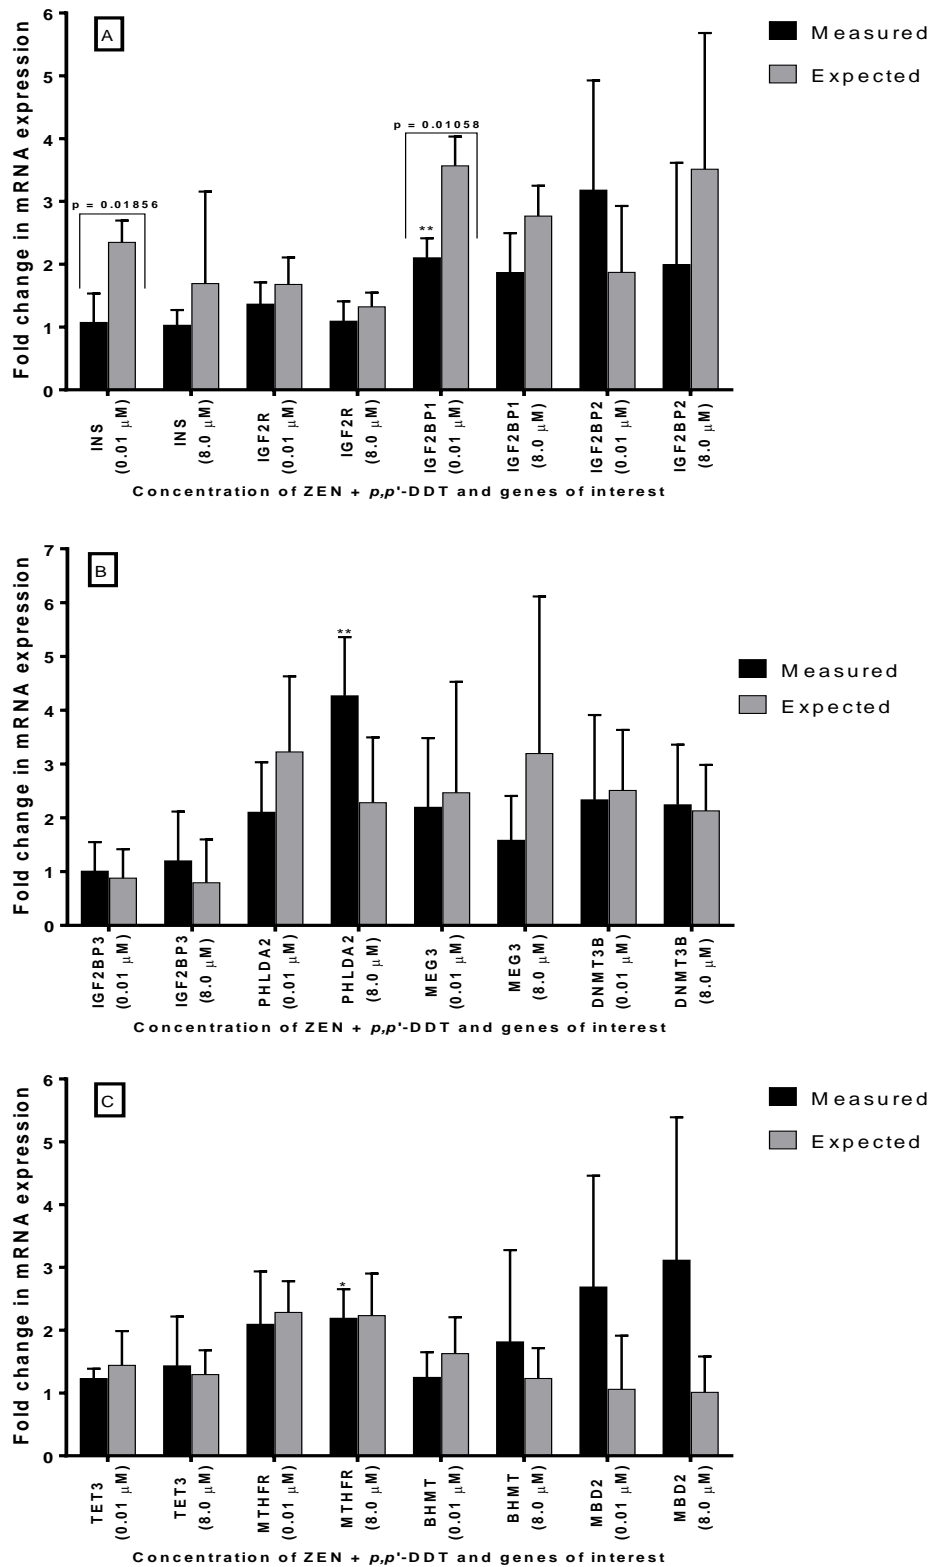 A
Measured
Expected
Fold change in mRNA expression
6
5
4
3
2
1
0
p = 0.01856
p = 0.01058
**
INS
(0.01 µM)
INS
(8.0 µM)
IGF2R
(0.01 µM)
IGF2R
(8.0 µM)
IGF2BP1
(0.01 µM)
IGF2BP1
(8.0 µM)
IGF2BP2
(0.01 µM)
IGF2BP2
(8.0 µM)
Concentration of ZEN + p,p'-DDT and genes of interest
B
Measured
Expected
Fold change in mRNA expression
7
6
5
4
3
2
1
0
**
IGF2BP3
(0.01 µM)
IGF2BP3
(8.0 µM)
PHLDA2
(0.01 µM)
PHLDA2
(8.0 µM)
MEG3
(0.01 µM)
MEG3
(8.0 µM)
DNMT3B
(0.01 µM)
DNMT3B
(8.0 µM)
Concentration of ZEN + p,p'-DDT and genes of interest
C
Measured
Expected
Fold change in mRNA expression
6
5
4
3
2
1
0
*
TET3
(0.01 µM)
TET3
(8.0 µM)
MTHFR
(0.01 µM)
MTHFR
(8.0 µM)
BHMT
(0.01 µM)
BHMT
(8.0 µM)
MBD2
(0.01 µM)
MBD2
(8.0 µM)
Concentration of ZEN + p,p'-DDT and genes of interest